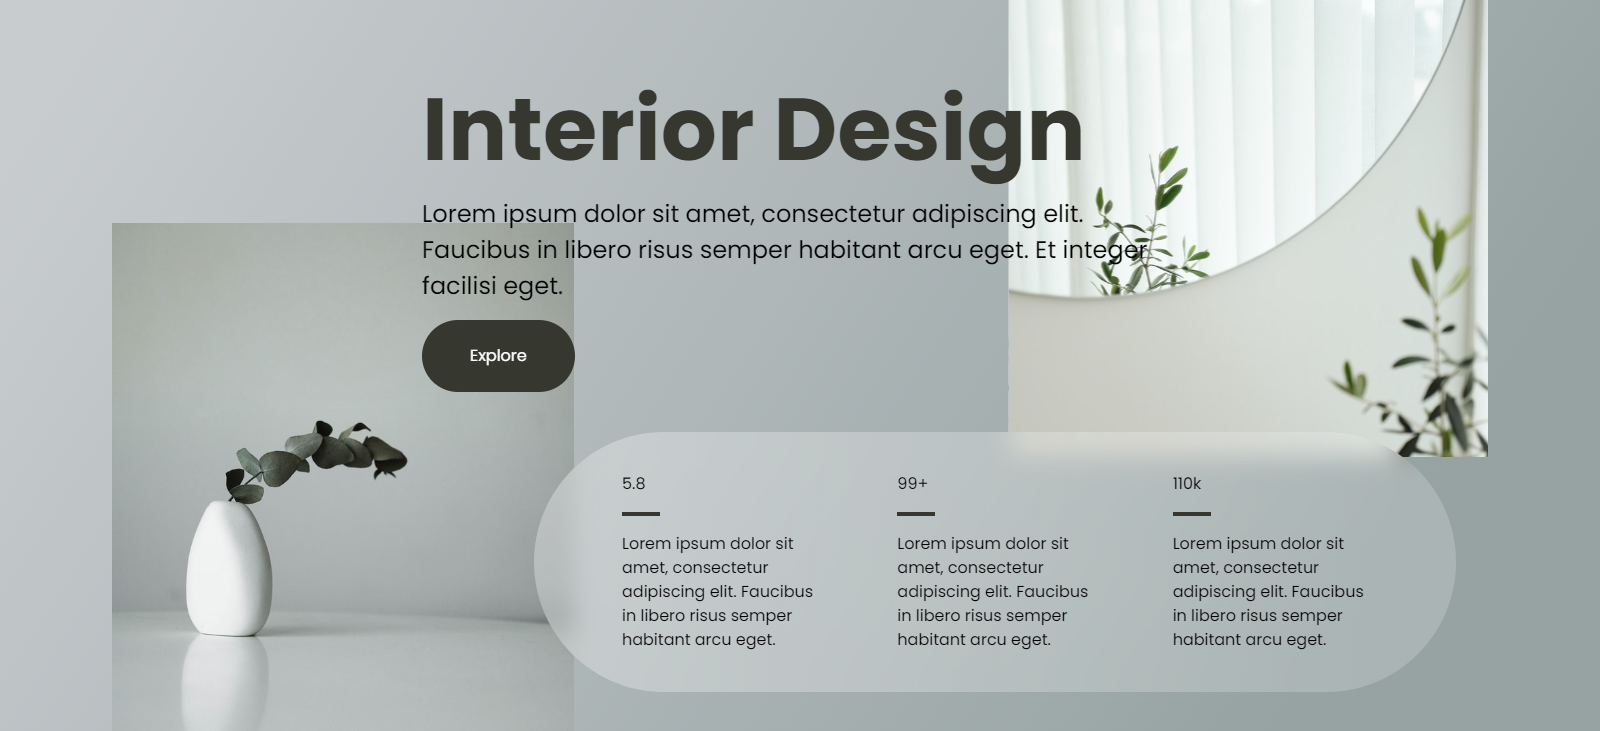 Interior Design
Lorem ipsum dolor sit amet, consectetur adipiscing elit.
Faucibus in libero risus semper habitant arcu eget. Et integer
facilisi eget.
Explore
5.8
Lorem ipsum dolor sit
amet, consectetur
adipiscing elit. Faucibus
in libero risus semper
habitant arcu eget.
99+
Lorem ipsum dolor sit
amet, consectetur
adipiscing elit. Faucibus
in libero risus semper
habitant arcu eget.
110k
Lorem ipsum dolor sit
amet, consectetur
adipiscing elit. Faucibus
in libero risus semper
habitant arcu eget.